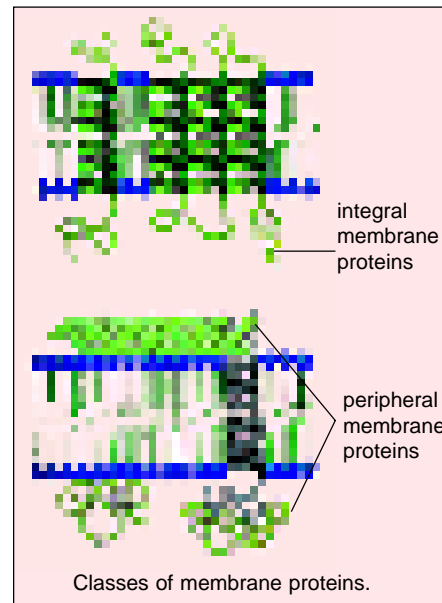 integral
membrane
proteins
peripheral
membrane
proteins
Classes of membrane proteins.